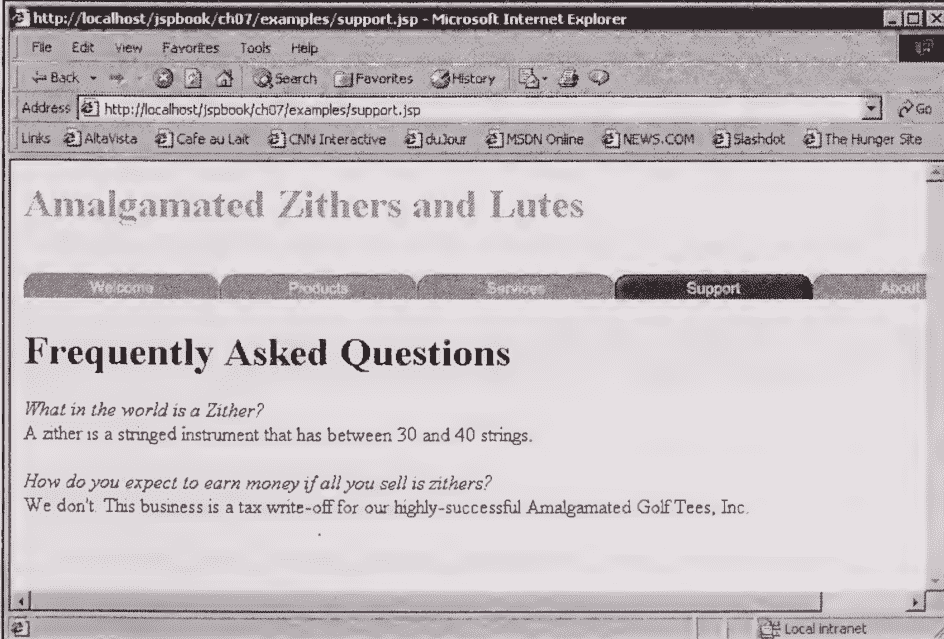 http://localhost/jspbook/ch07/examples/support.jsp - Microsoft Internet Explorer
File Edit View Favorites Tools Help
Back Search Favorites History
Address http://localhost/jspbook/ch07/examples/support.jsp Go
Links AltaVista Cafe au Lait CNN Interactive duJour MSDN Online NEWS.COM Slashdot The Hunger Site
Amalgamated Zithers and Lutes
Welcome Products Services Support About
Frequently Asked Questions
What in the world is a Zither?
A zither is a stringed instrument that has between 30 and 40 strings.
How do you expect to earn money if all you sell is zithers?
We don't. This business is a tax write-off for our highly-successful Amalgamated Golf Tees, Inc.
Local intranet